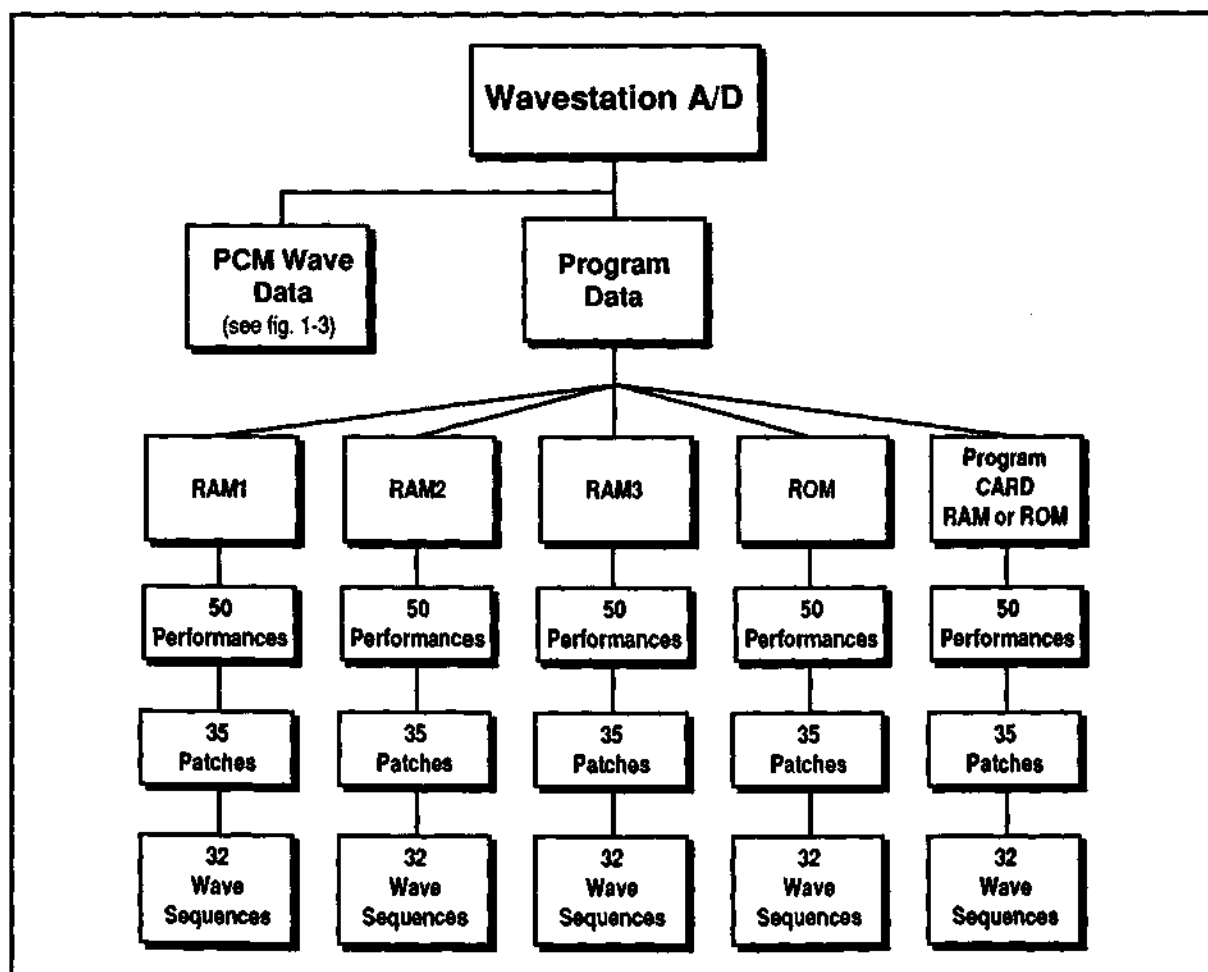 Wavestation A/D
PCM Wave
Data
(see fig. 1-3)
Program
Data
RAM1
RAM2
RAM3
ROM
Program
CARD
RAM or ROM
50
Performances
50
Performances
50
Performances
50
Performances
50
Performances
35
Patches
35
Patches
35
Patches
35
Patches
35
Patches
32
Wave
Sequences
32
Wave
Sequences
32
Wave
Sequences
32
Wave
Sequences
32
Wave
Sequences